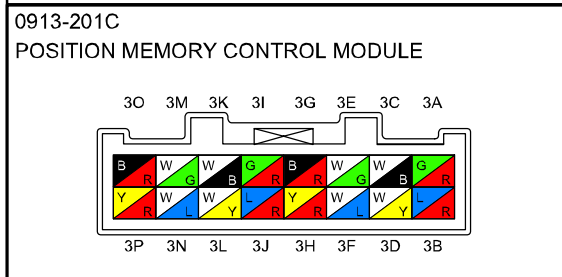 0913-201C
POSITION MEMORY CONTROL MODULE
3O 3M 3K 3I 3G 3E 3C 3A
B R W G W B G R B R W G W B G R
Y R W L W Y L R Y R W L W Y L R
3P 3N 3L 3J 3H 3F 3D 3B